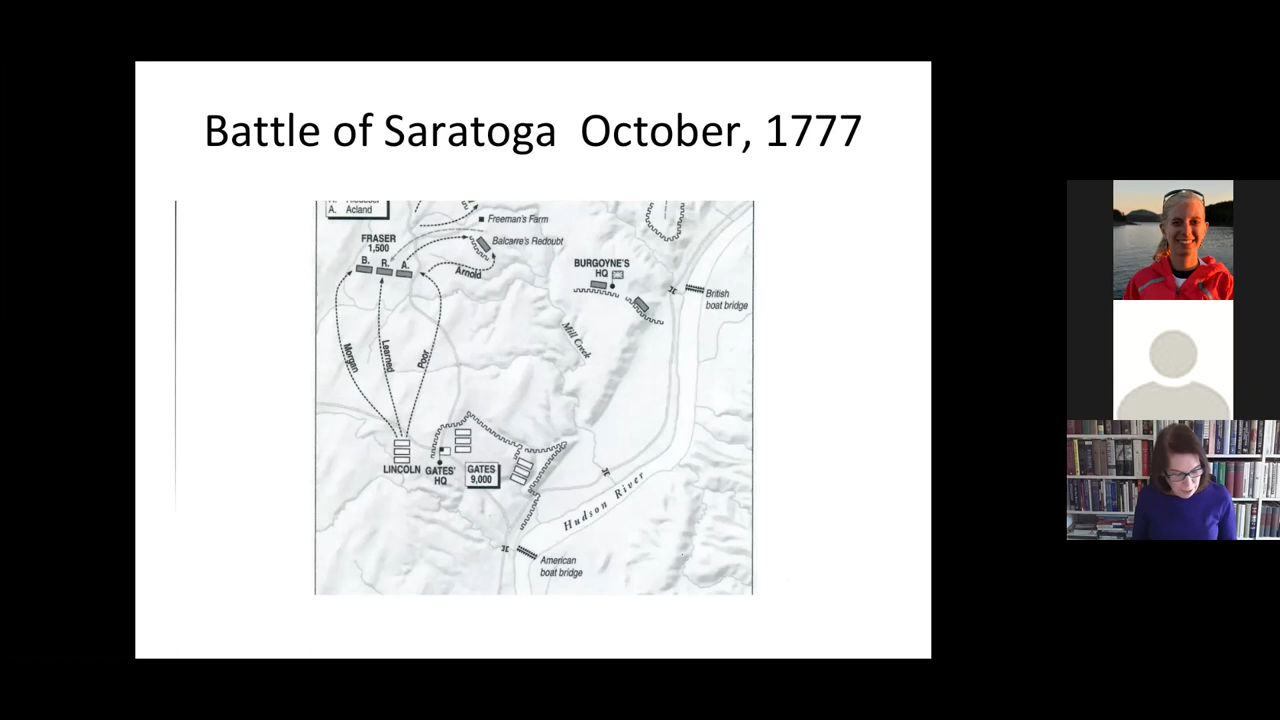 Battle of Saratoga October, 1777
A. Acland
Freeman's Farm
FRASER
1,500
B. R. A.
Balcarre's Redoubt
Arnold
BURGOYNE'S
HQ
British
boat bridge
Mill Creek
Morgan
Learned
Poor
LINCOLN
GATES'
HQ
GATES
9,000
Hudson River
American
boat bridge